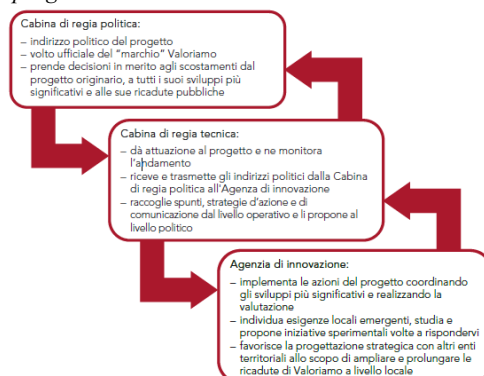 Cabina di regia politica:
– indirizzo politico del progetto
– volto ufficiale del "marchio" Valoriamo
– prende decisioni in merito agli scostamenti dal
progetto originario, a tutti i suoi sviluppi più
significativi e alle sue ricadute pubbliche
Cabina di regia tecnica:
– dà attuazione al progetto e ne monitora
l'andamento
– riceve e trasmette gli indirizzi politici dalla Cabina
di regia politica all'Agenzia di innovazione
– raccoglie spunti, strategie d'azione e di
comunicazione dal livello operativo e li propone al
livello politico
Agenzia di innovazione:
– implementa le azioni del progetto coordinando
gli sviluppi più significativi e realizzando la
valutazione
– individua esigenze locali emergenti, studia e
propone iniziative sperimentali volte a rispondervi
– favorisce la progettazione strategica con altri enti
territoriali allo scopo di ampliare e prolungare le
ricadute di Valoriamo a livello locale